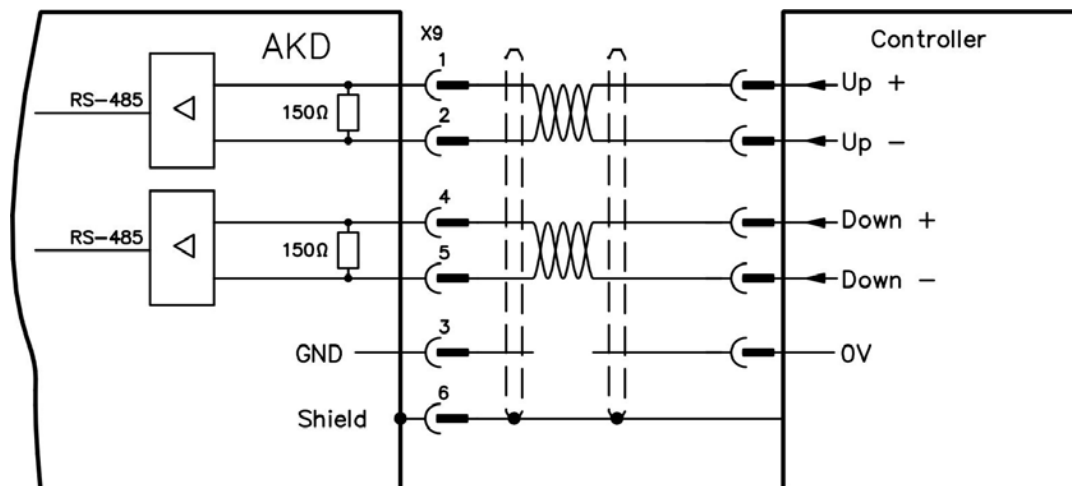 AKD
X9
Controller
RS-485
150Ω
1
2
Up +
Up -
RS-485
150Ω
4
5
Down +
Down -
GND
3
0V
Shield
6